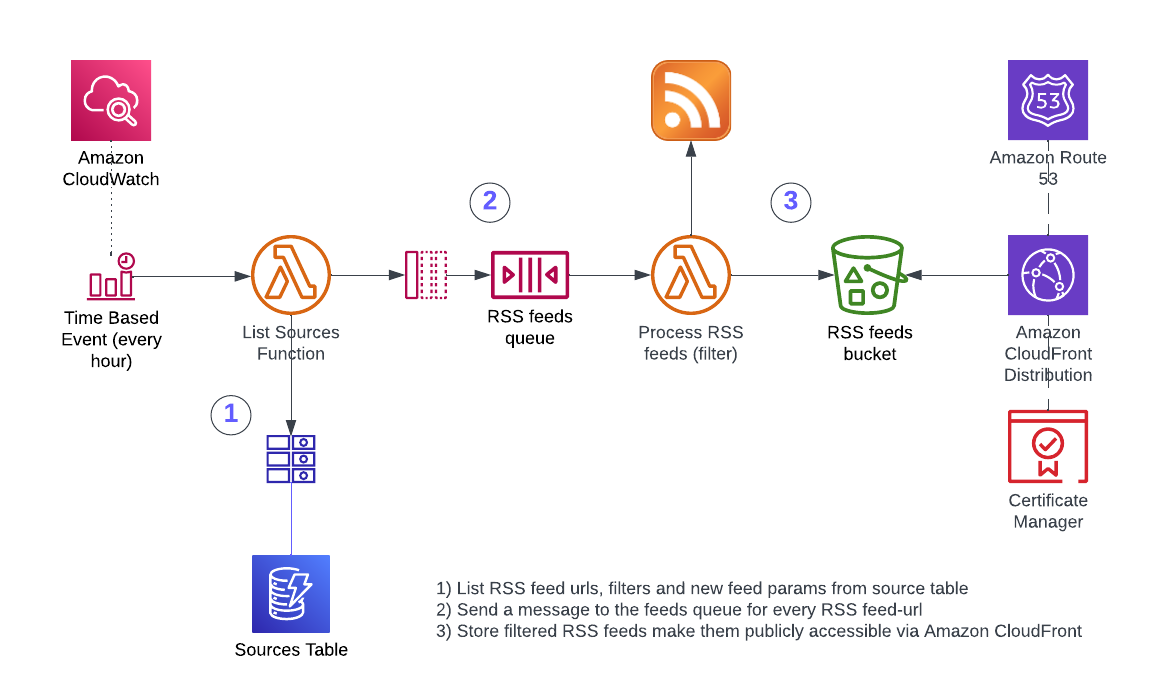 53
Amazon
CloudWatch
Amazon Route
53
2
3
Time Based
Event (every
hour)
List Sources
Function
RSS feeds
queue
Process RSS
feeds (filter)
RSS feeds
bucket
Amazon
CloudFront
Distribution
1
Certificate
Manager
Sources Table
1) List RSS feed urls, filters and new feed params from source table
2) Send a message to the feeds queue for every RSS feed-url
3) Store filtered RSS feeds make them publicly accessible via Amazon CloudFront